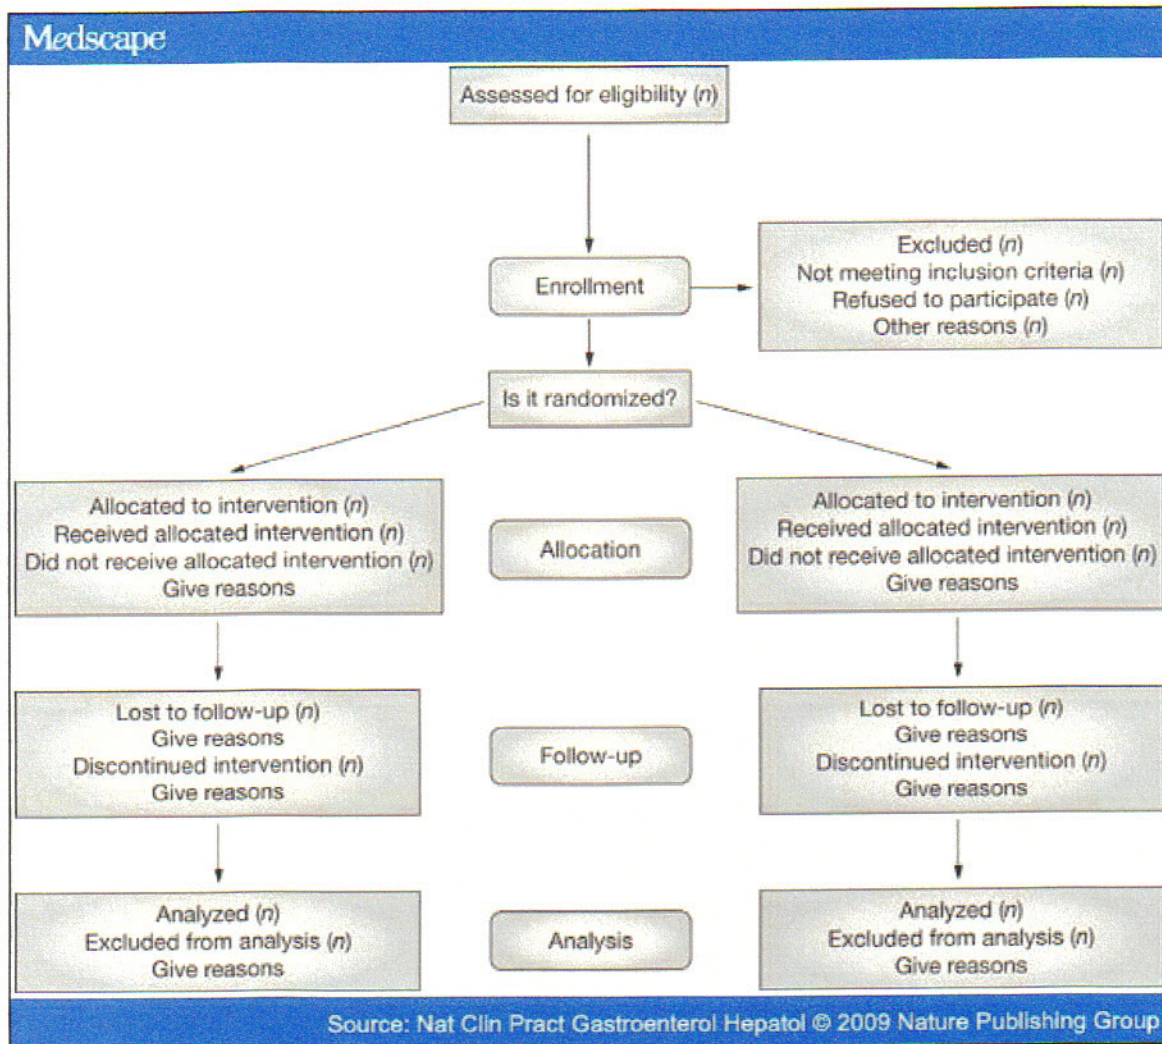 Medscape
Assessed for eligibility (n)
Enrollment
Excluded (n)
Not meeting inclusion criteria (n)
Refused to participate (n)
Other reasons (n)
Is it randomized?
Allocated to intervention (n)
Received allocated intervention (n)
Did not receive allocated intervention (n)
Give reasons
Allocation
Allocated to intervention (n)
Received allocated intervention (n)
Did not receive allocated intervention (n)
Give reasons
Lost to follow-up (n)
Give reasons
Discontinued intervention (n)
Give reasons
Follow-up
Lost to follow-up (n)
Give reasons
Discontinued intervention (n)
Give reasons
Analyzed (n)
Excluded from analysis (n)
Give reasons
Analysis
Analyzed (n)
Excluded from analysis (n)
Give reasons
Source: Nat Clin Pract Gastroenterol Hepatol © 2009 Nature Publishing Group